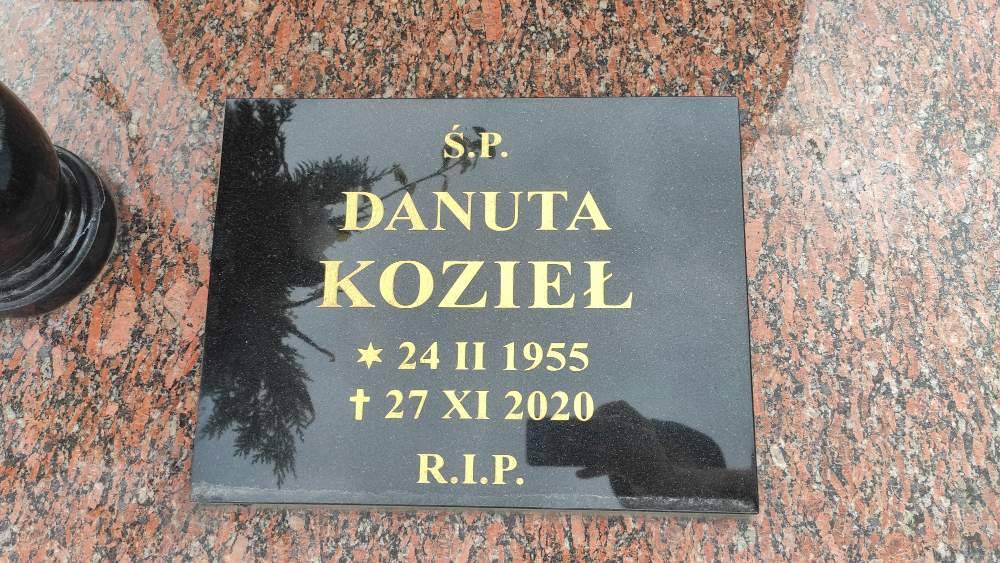 Ś.P.
DANUTA
KOZIEŁ
✶ 24 II 1955
✝ 27 XI 2020
R.I.P.